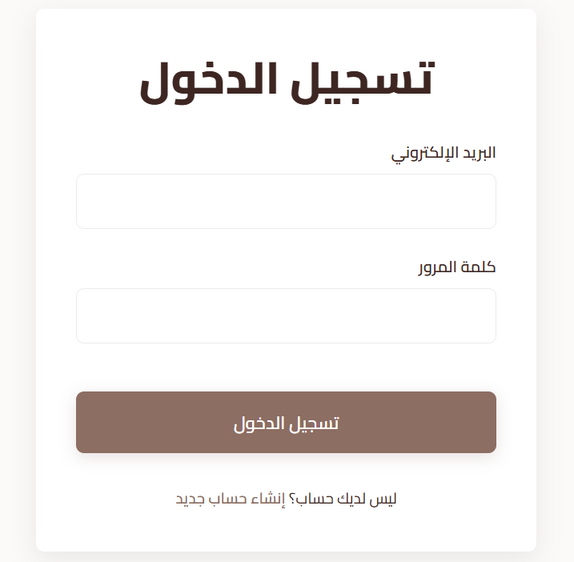 تسجيل الدخول
البريد الإلكتروني
كلمة المرور
تسجيل الدخول
ليس لديك حساب؟ إنشاء حساب جديد